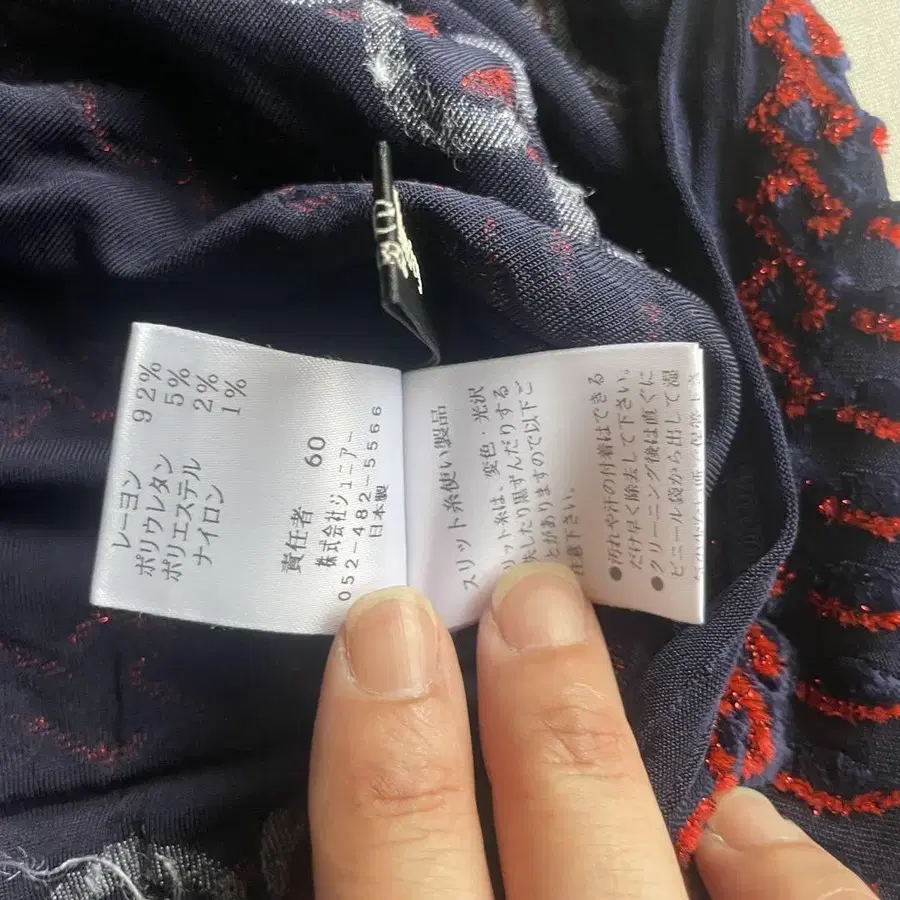 レーヨン 92%
ポリウレタン 5%
ポリエステル 2%
ナイロン 1%
責任者 60
株式会社ジュニアー
052-482-5566
日本製
スリット糸使い製品
リット糸は、変色・光沢
失したり黒ずんだりする
とがありますので以下ご
注意下さい。
●汚れや汗の付着はできる
だけ早く除去して下さい。
●クリーニング後は直ぐに
ビニール袋から出して湿